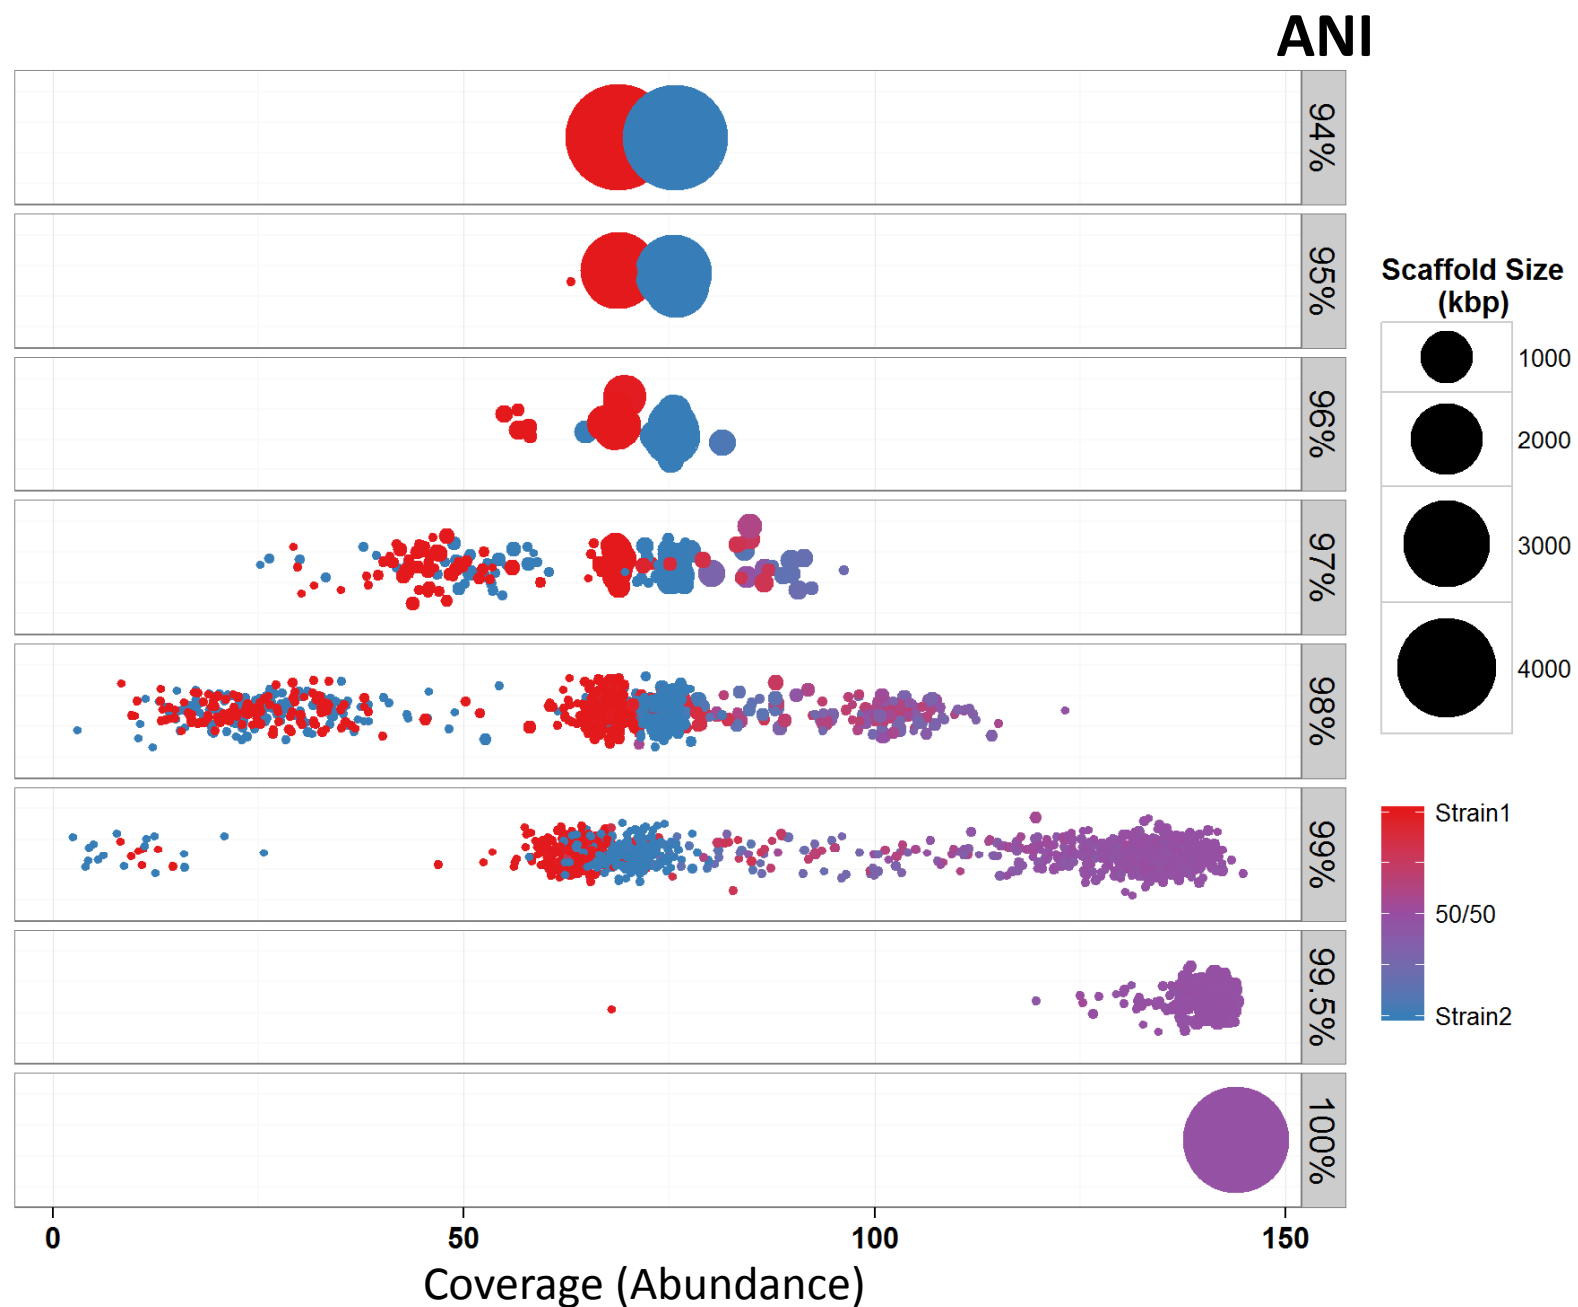 ANI
94%
95%
96%
97%
98%
99%
99.5%
100%
0
50
100
150
Coverage (Abundance)
Scaffold Size
(kbp)
1000
2000
3000
4000
Strain1
50/50
Strain2